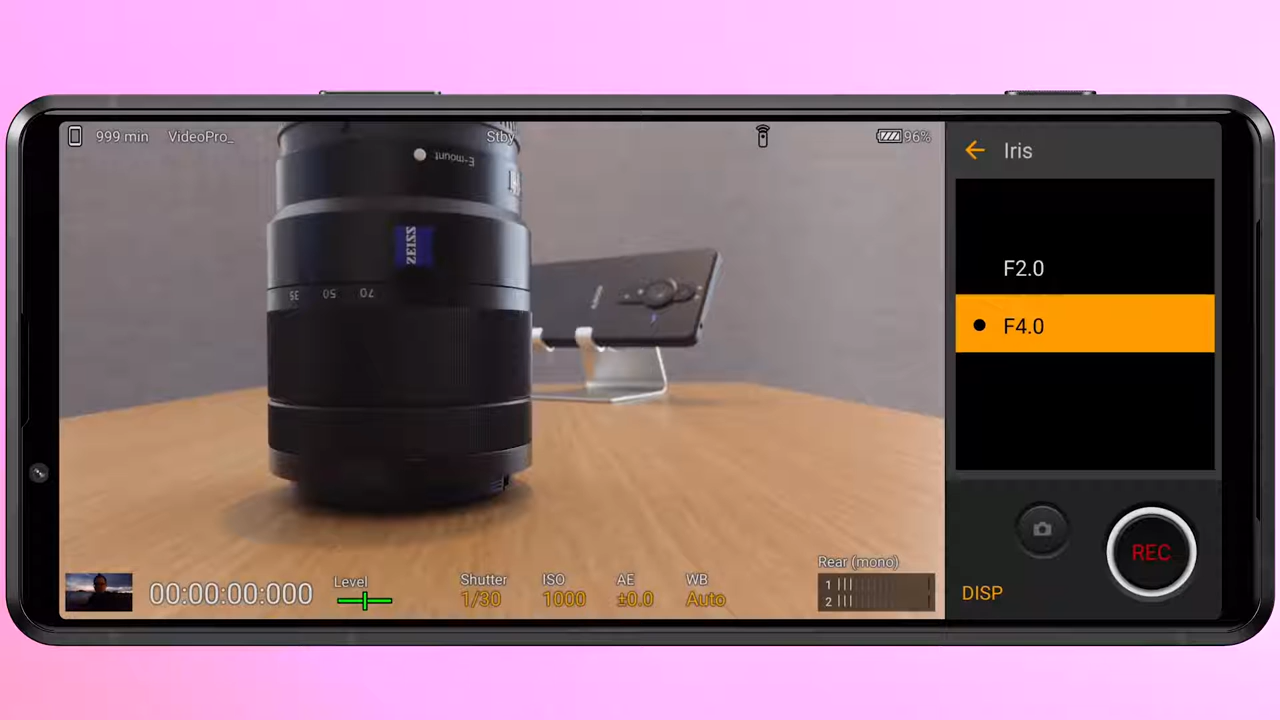 999 min VideoPro_ Stby 96%
Iris
E-mount
ZEISS
35 50 70
SONY
F2.0
F4.0
REC
DISP
00:00:00:000
Level
Shutter 1/30
ISO 1000
AE ±0.0
WB Auto
Rear (mono)
1
2